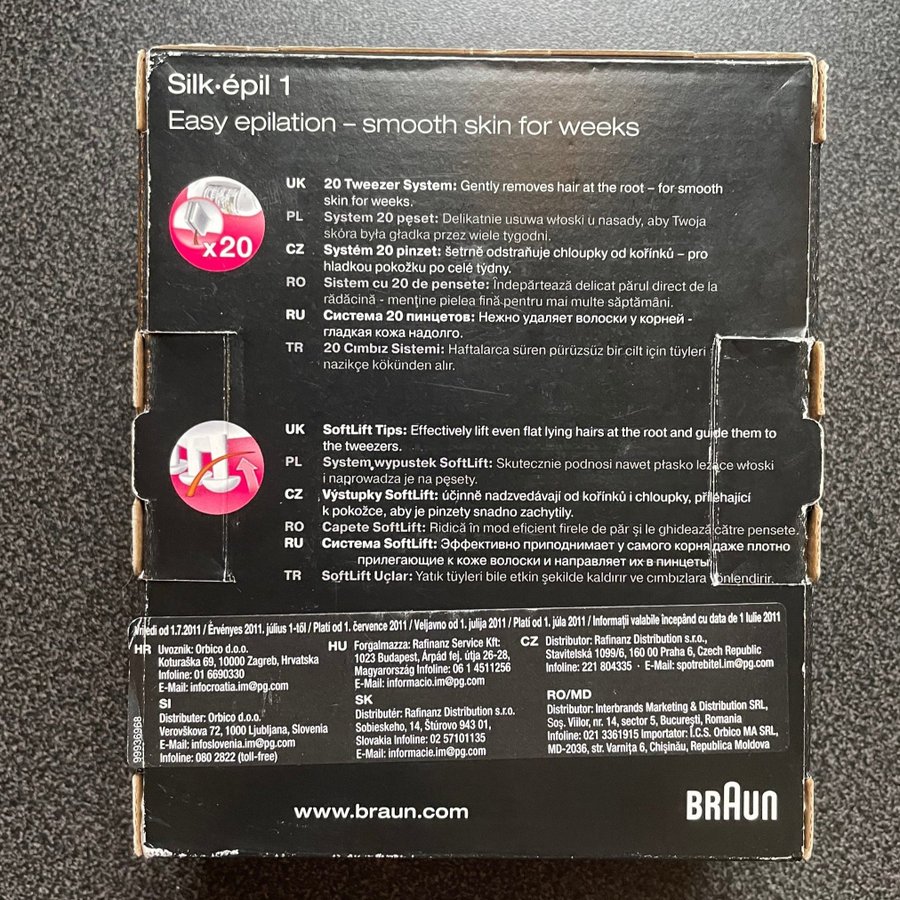 Silk·épil 1
Easy epilation – smooth skin for weeks
x20
UK 20 Tweezer System: Gently removes hair at the root – for smooth
skin for weeks.
PL System 20 pęset: Delikatnie usuwa włoski u nasady, aby Twoja
skóra była gładka przez wiele tygodni.
CZ Systém 20 pinzet: šetrně odstraňuje chloupky od kořínků – pro
hladkou pokožku po celé týdny.
RO Sistem cu 20 de pensete: Îndepărtează delicat părul direct de la
rădăcină - menţine pielea fină pentru mai multe săptămâni.
RU Система 20 пинцетов: Нежно удаляет волоски у корней -
гладкая кожа надолго.
TR 20 Cımbız Sistemi: Haftalarca süren pürüzsüz bir cilt için tüyleri
nazikçe kökünden alır.
UK SoftLift Tips: Effectively lift even flat lying hairs at the root and guide them to
the tweezers.
PL System wypustek SoftLift: Skutecznie podnosi nawet płasko leżące włoski
i naprowadza je na pęsety.
CZ Výstupky SoftLift: účinně nadzvedávají od kořínků i chloupky, přiléhající
k pokožce, aby je pinzety snadno zachytily.
RO Capete SoftLift: Ridică în mod eficient firele de păr şi le ghidează către pensete.
RU Система SoftLift: Эффективно приподнимает у самого корня даже плотно
прилегающие к коже волоски и направляет их в пинцеты.
TR SoftLift Uçlar: Yatık tüyleri bile etkin şekilde kaldırır ve cımbızlara yönlendirir.
Vrijedi od 1.7.2011 / Érvényes 2011. július 1-től / Platí od 1. července 2011 / Veljavno od 1. julija 2011 / Platí od 1. júla 2011 / Informaţii valabile începând cu data de 1 Iulie 2011
HR Uvoznik: Orbico d.o.o.
Koturaška 69, 10000 Zagreb, Hrvatska
Infoline: 01 6690330
E-Mail: infocroatia.im@pg.com
SI
Distributer: Orbico d.o.o.
Verovškova 72, 1000 Ljubljana, Slovenia
E-Mail: infoslovenia.im@pg.com
Infoline: 080 2822 (toll-free)
HU Forgalmazza: Rafinanz Service Kft:
1023 Budapest, Árpád fej. útja 26-28,
Magyarország Infoline: 06 1 4511256
E-Mail: informacio.im@pg.com
SK
Distributér: Rafinanz Distribution s.r.o.
Sobieskeho, 14, Štúrovo 943 01,
Slovakia Infoline: 02 57101135
E-Mail: informacie.im@pg.com
CZ Distributor: Rafinanz Distribution s.r.o.,
Stavitelská 1099/6, 160 00 Praha 6, Czech Republic
Infoline: 221 804335 · E-Mail: spotrebitel.im@pg.com
RO/MD
Distributor: Interbrands Marketing & Distribution SRL,
Soş. Viilor, nr. 14, sector 5, Bucureşti, Romania
Infoline: 021 3361915 Importator: I.C.S. Orbico MA SRL,
MD-2036, str. Varniţa 6, Chişinău, Republica Moldova
99936968
www.braun.com
BRAUN